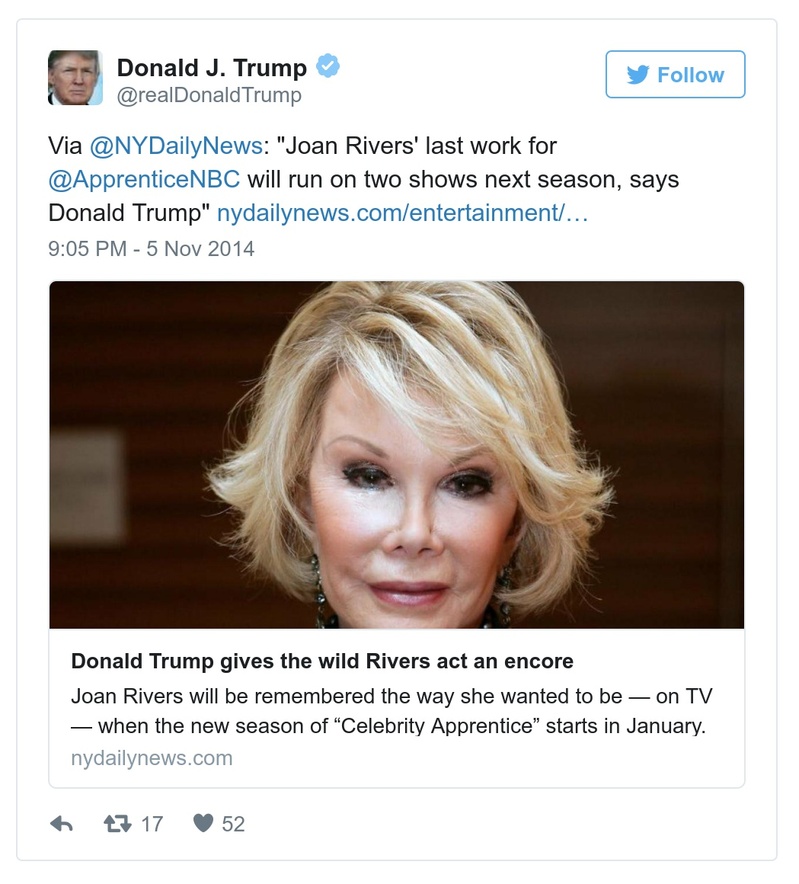 Donald J. Trump
@realDonaldTrump
Follow
Via @NYDailyNews: "Joan Rivers' last work for
@ApprenticeNBC will run on two shows next season, says
Donald Trump" nydailynews.com/entertainment/…
9:05 PM - 5 Nov 2014
Donald Trump gives the wild Rivers act an encore
Joan Rivers will be remembered the way she wanted to be — on TV
— when the new season of “Celebrity Apprentice” starts in January.
nydailynews.com
17 52